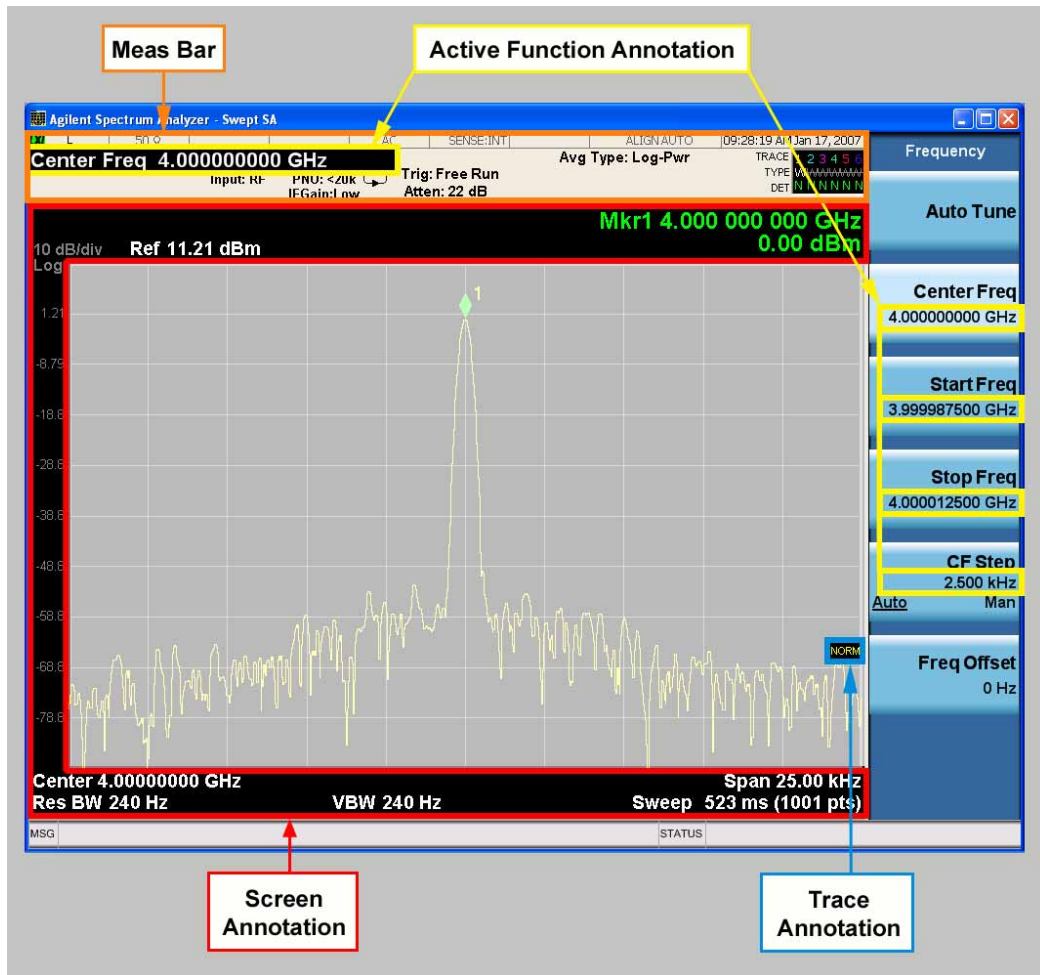 Meas Bar
Active Function Annotation
Agilent Spectrum Analyzer - Swept SA
L 50 Ω AC SENSE:INT ALIGN AUTO 09:28:19 AM Jan 17, 2007
Center Freq 4.000000000 GHz
Input: RF
PNO: <20k
IFGain:Low
Trig: Free Run
Atten: 22 dB
Avg Type: Log-Pwr
TRACE 1 2 3 4 5 6
TYPE
DET N N N N N N
Mkr1 4.000 000 000 GHz
0.00 dBm
10 dB/div
Log
Ref 11.21 dBm
1
1.21
-8.79
-18.8
-28.8
-38.8
-48.8
-58.8
-68.8
-78.8
NORM
Center 4.00000000 GHz
Span 25.00 kHz
Res BW 240 Hz
VBW 240 Hz
Sweep 523 ms (1001 pts)
MSG
STATUS
Frequency
Auto Tune
Center Freq
4.000000000 GHz
Start Freq
3.999987500 GHz
Stop Freq
4.000012500 GHz
CF Step
2.500 kHz
Auto Man
Freq Offset
0 Hz
Screen
Annotation
Trace
Annotation